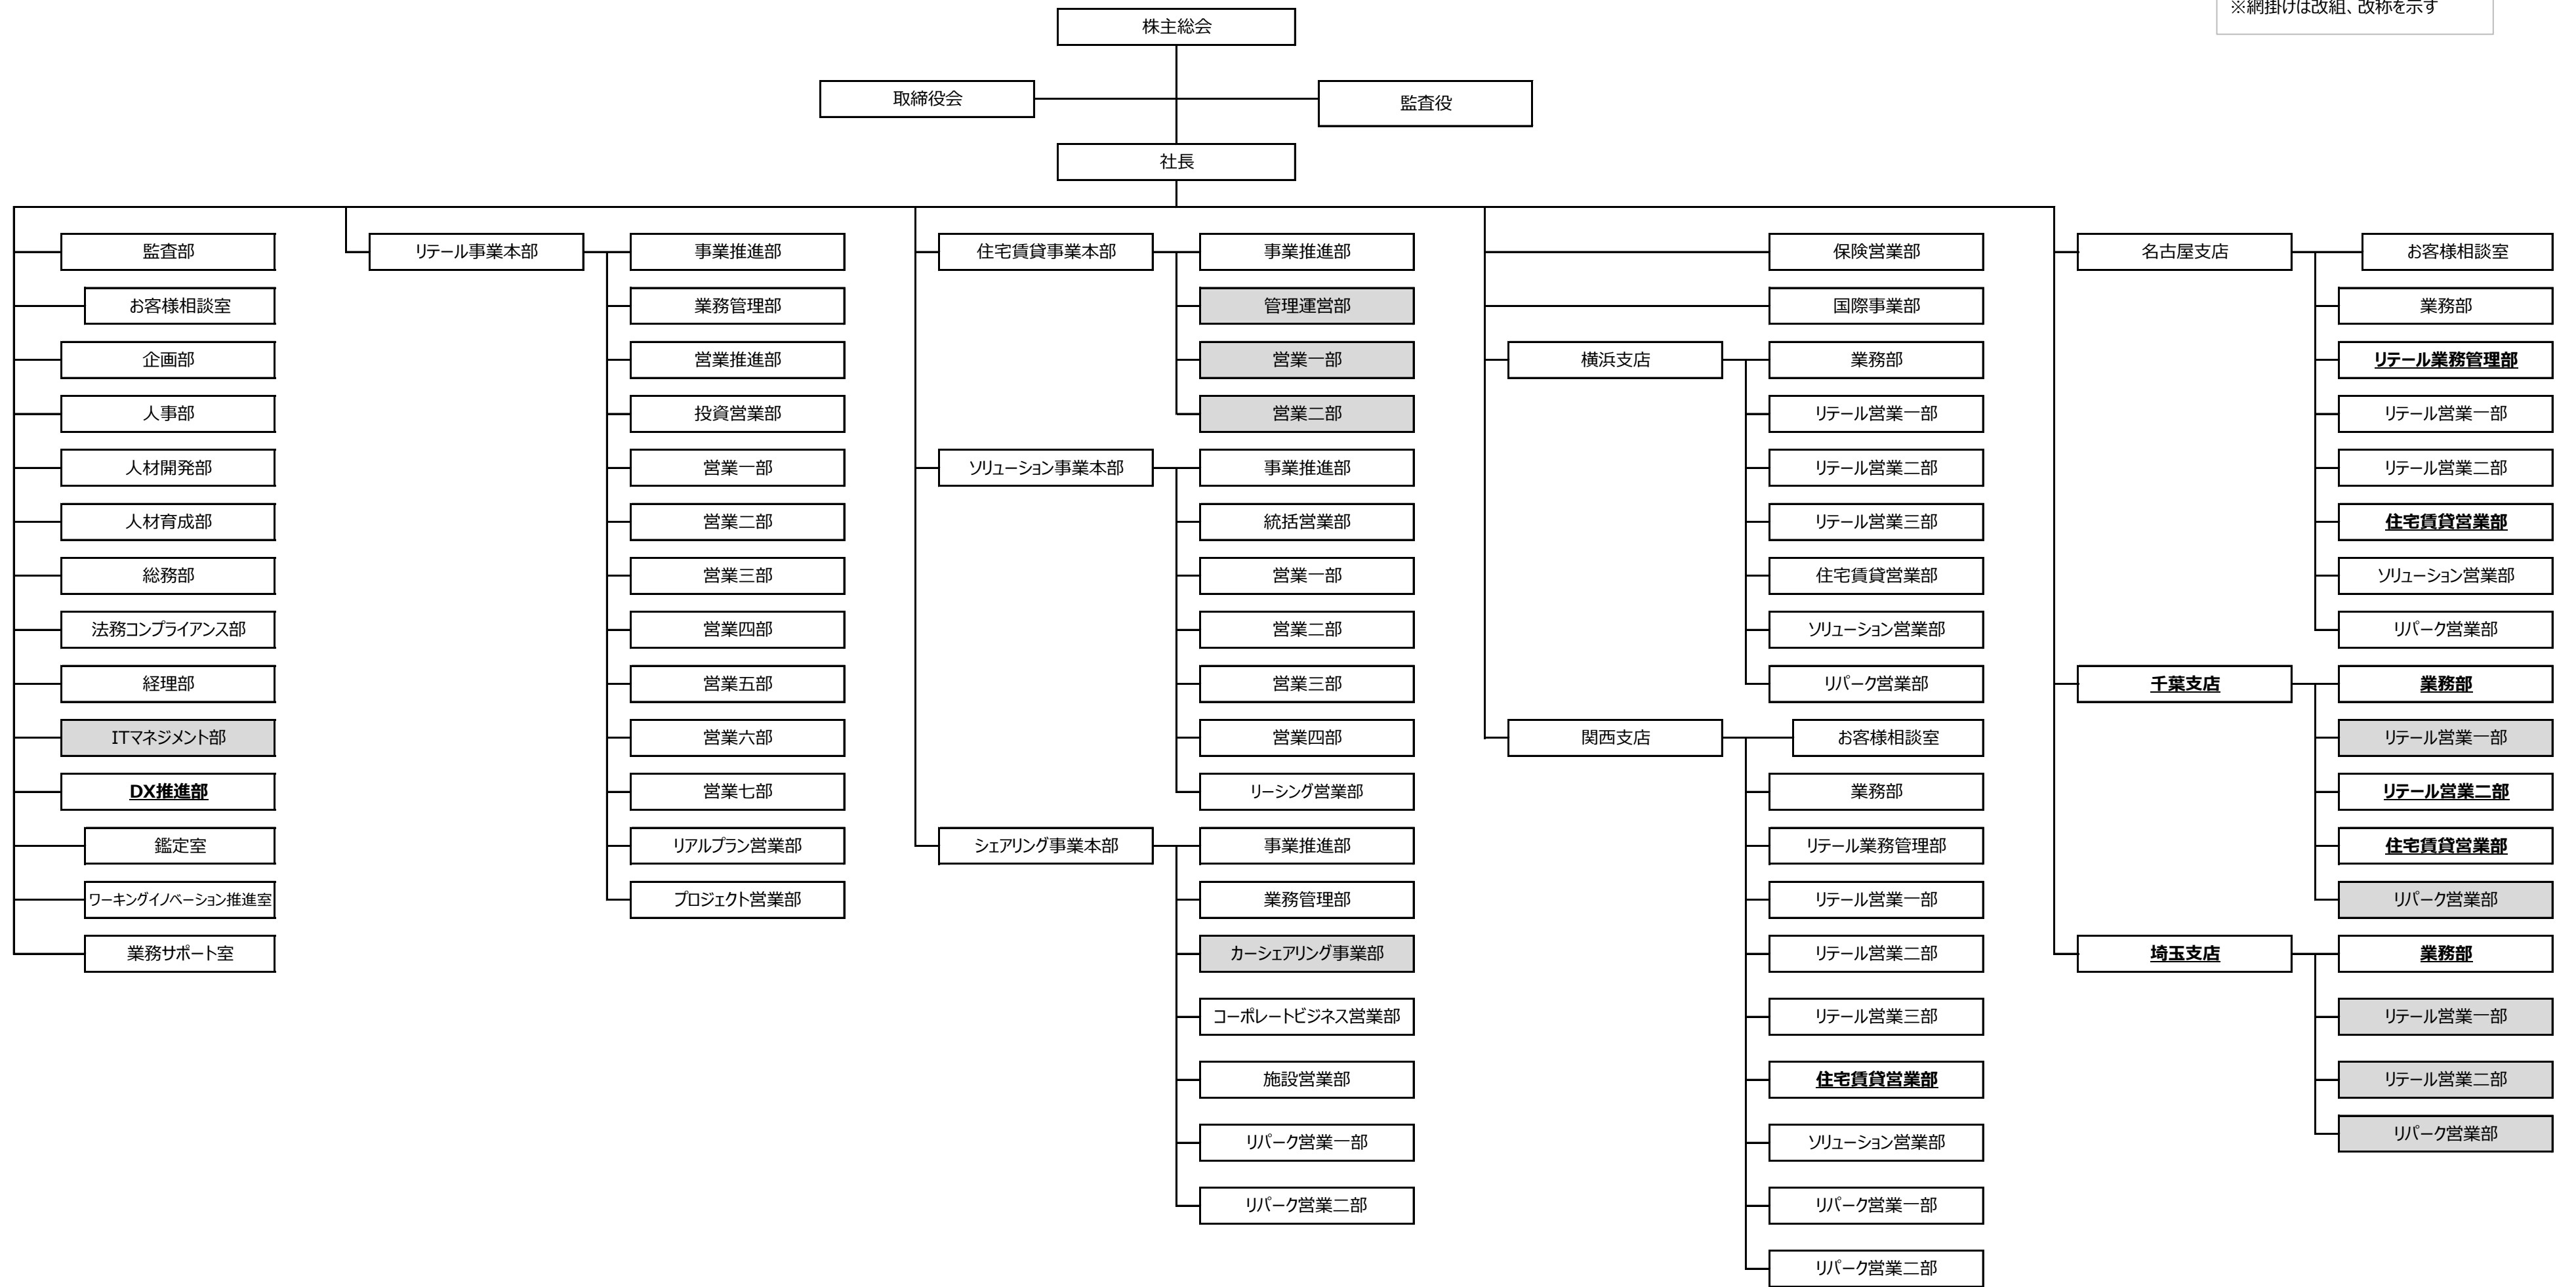 ※網掛けは改組、改称を示す
株主総会
取締役会
監査役
社長
監査部
お客様相談室
企画部
人事部
人材開発部
人材育成部
総務部
法務コンプライアンス部
経理部
ITマネジメント部
DX推進部
鑑定室
ワーキングイノベーション推進室
業務サポート室
リテール事業本部
事業推進部
業務管理部
営業推進部
投資営業部
営業一部
営業二部
営業三部
営業四部
営業五部
営業六部
営業七部
リアルプラン営業部
プロジェクト営業部
住宅賃貸事業本部
事業推進部
管理運営部
営業一部
営業二部
ソリューション事業本部
事業推進部
統括営業部
営業一部
営業二部
営業三部
営業四部
リーシング営業部
シェアリング事業本部
事業推進部
業務管理部
カーシェアリング事業部
コーポレートビジネス営業部
施設営業部
リパーク営業一部
リパーク営業二部
保険営業部
国際事業部
横浜支店
業務部
リテール営業一部
リテール営業二部
リテール営業三部
住宅賃貸営業部
ソリューション営業部
リパーク営業部
関西支店
お客様相談室
業務部
リテール業務管理部
リテール営業一部
リテール営業二部
リテール営業三部
住宅賃貸営業部
ソリューション営業部
リパーク営業一部
リパーク営業二部
名古屋支店
お客様相談室
業務部
リテール業務管理部
リテール営業一部
リテール営業二部
住宅賃貸営業部
ソリューション営業部
リパーク営業部
千葉支店
業務部
リテール営業一部
リテール営業二部
住宅賃貸営業部
リパーク営業部
埼玉支店
業務部
リテール営業一部
リテール営業二部
リパーク営業部